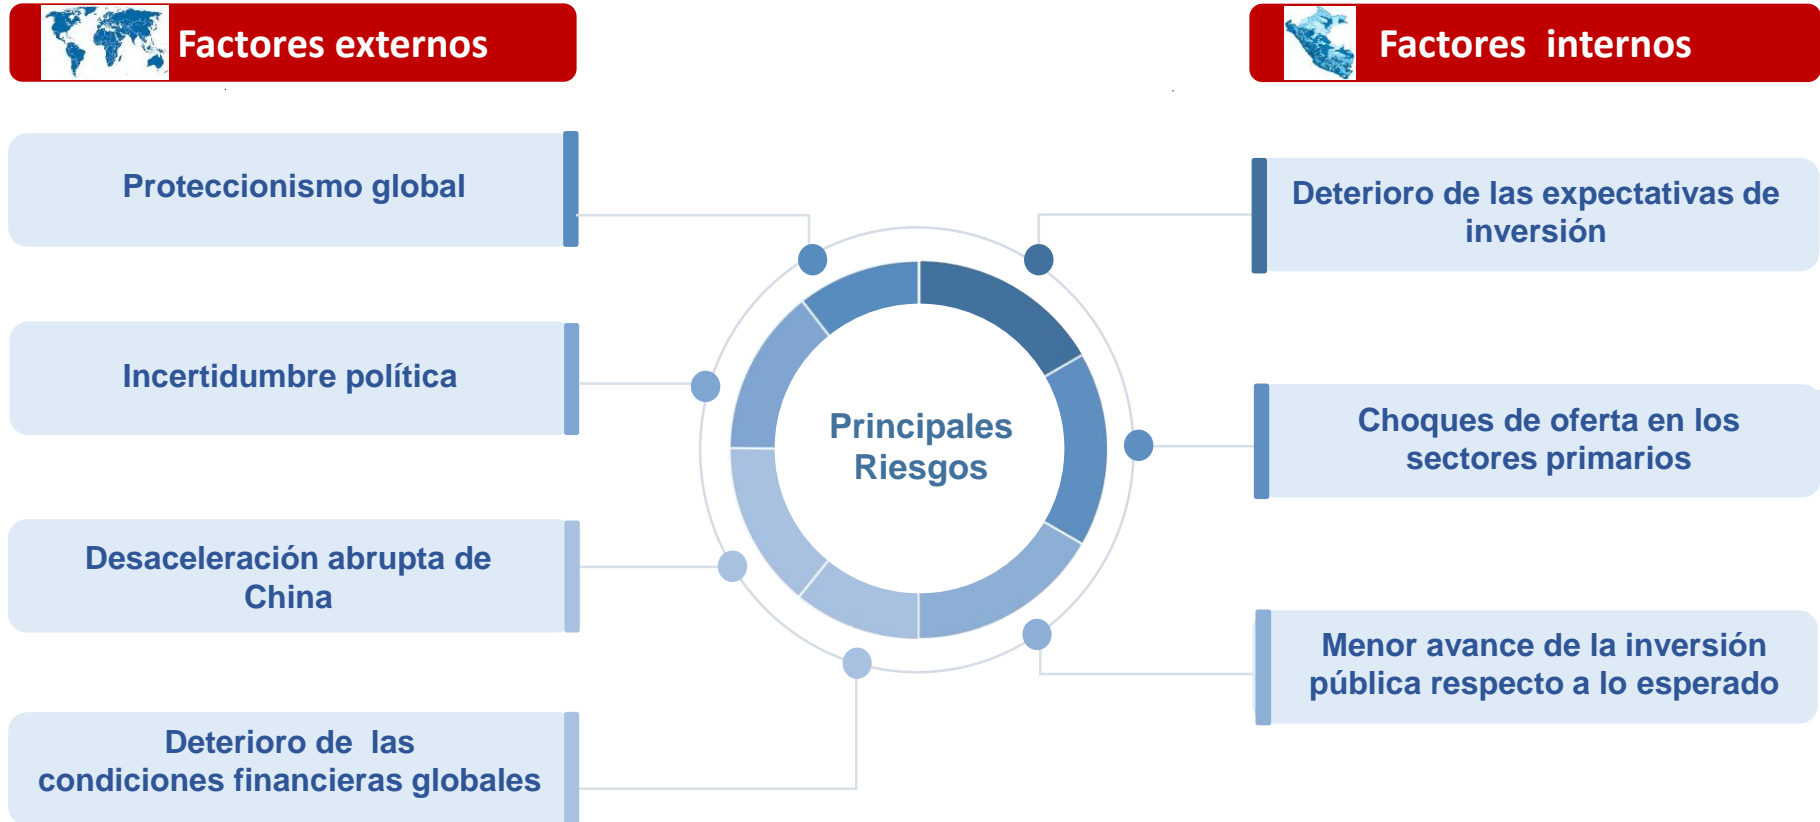 Factores externos
Proteccionismo global
Incertidumbre política
Desaceleración abrupta de
China
Deterioro de las
condiciones financieras globales
Principales
Riesgos
Factores internos
Deterioro de las expectativas de
inversión
Choques de oferta en los
sectores primarios
Menor avance de la inversión
pública respecto a lo esperado